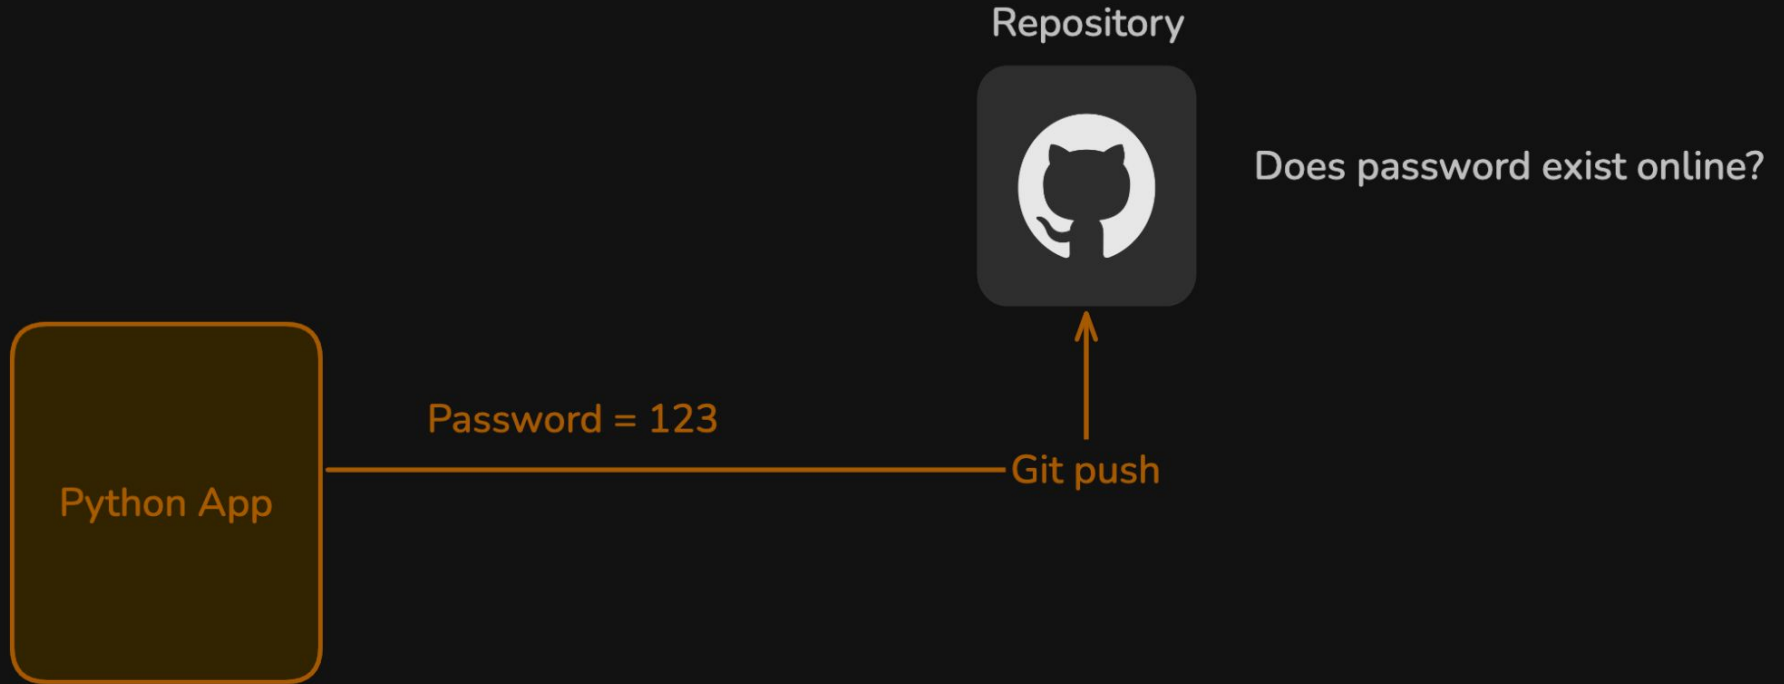 Repository
Does password exist online?
Password = 123
Git push
Python App